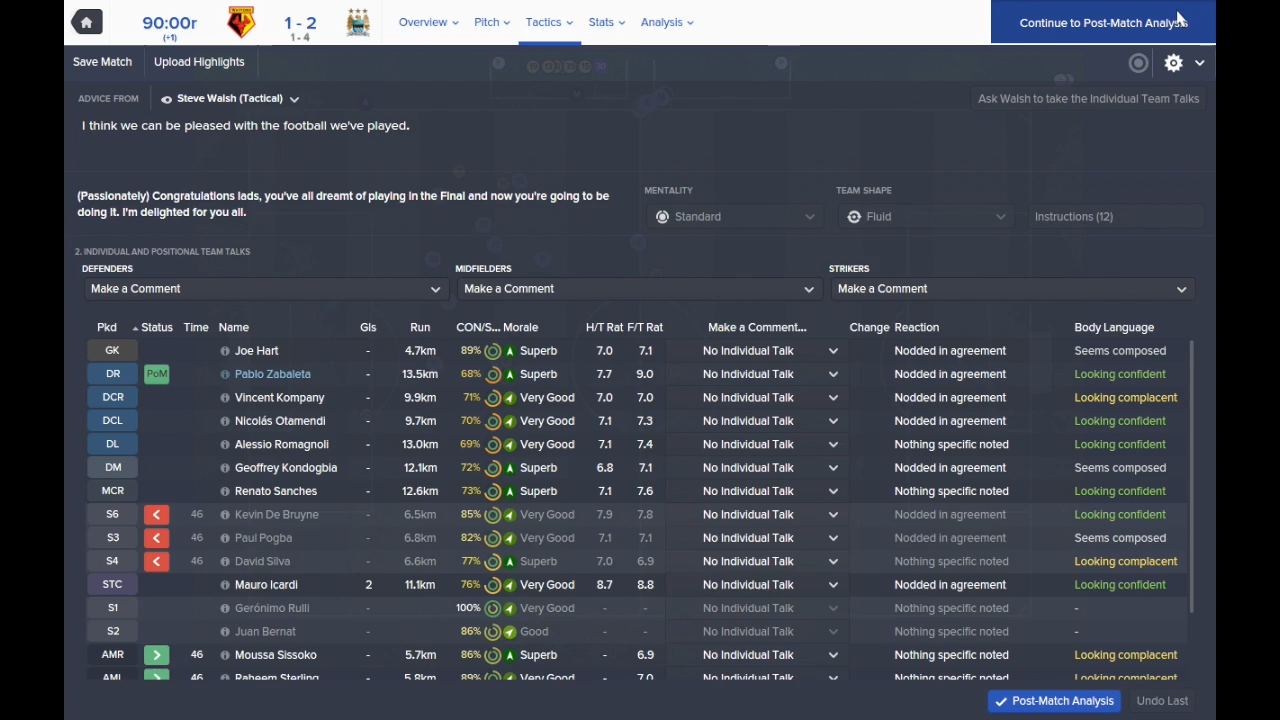 90:00r
(+1)
1 - 2
1 - 4
Overview
Pitch
Tactics
Stats
Analysis
Continue to Post-Match Analysis
Save Match
Upload Highlights
ADVICE FROM
Steve Walsh (Tactical)
Ask Walsh to take the Individual Team Talks
I think we can be pleased with the football we've played.
(Passionately) Congratulations lads, you've all dreamt of playing in the Final and now you're going to be
doing it. I'm delighted for you all.
MENTALITY
TEAM SHAPE
Standard
Fluid
Instructions (12)
2. INDIVIDUAL AND POSITIONAL TEAM TALKS
DEFENDERS
MIDFIELDERS
STRIKERS
Make a Comment
Make a Comment
Make a Comment
Pkd Status Time Name Gls Run CON/S... Morale H/T Rat F/T Rat Make a Comment... Change Reaction Body Language
GK Joe Hart - 4.7km 89% Superb 7.0 7.1 No Individual Talk Nodded in agreement Seems composed
DR PoM Pablo Zabaleta - 13.5km 68% Superb 7.7 9.0 No Individual Talk Nodded in agreement Looking confident
DCR Vincent Kompany - 9.9km 71% Very Good 7.0 7.0 No Individual Talk Nodded in agreement Looking complacent
DCL Nicolás Otamendi - 9.7km 70% Very Good 7.1 7.3 No Individual Talk Nodded in agreement Looking confident
DL Alessio Romagnoli - 13.0km 69% Very Good 7.1 7.4 No Individual Talk Nothing specific noted Looking confident
DM Geoffrey Kondogbia - 12.1km 72% Superb 6.8 7.1 No Individual Talk Nodded in agreement Seems composed
MCR Renato Sanches - 12.6km 73% Superb 7.1 7.6 No Individual Talk Nothing specific noted Looking confident
S6 46 Kevin De Bruyne - 6.5km 85% Very Good 7.9 7.8 No Individual Talk Nodded in agreement Looking confident
S3 46 Paul Pogba - 6.8km 82% Very Good 7.1 7.1 No Individual Talk Nodded in agreement Seems composed
S4 46 David Silva - 6.6km 77% Superb 7.0 6.9 No Individual Talk Nothing specific noted Looking complacent
STC Mauro Icardi 2 11.1km 76% Very Good 8.7 8.8 No Individual Talk Nodded in agreement Looking confident
S1 Gerónimo Rulli - 100% Very Good - - No Individual Talk Nothing specific noted -
S2 Juan Bernat - 86% Good - - No Individual Talk Nothing specific noted -
AMR 46 Moussa Sissoko - 5.7km 86% Superb - 6.9 No Individual Talk Nothing specific noted Looking complacent
AML 46 Raheem Sterling - 5.8km 89% Very Good - 7.0 No Individual Talk Nothing specific noted Looking complacent
Post-Match Analysis
Undo Last